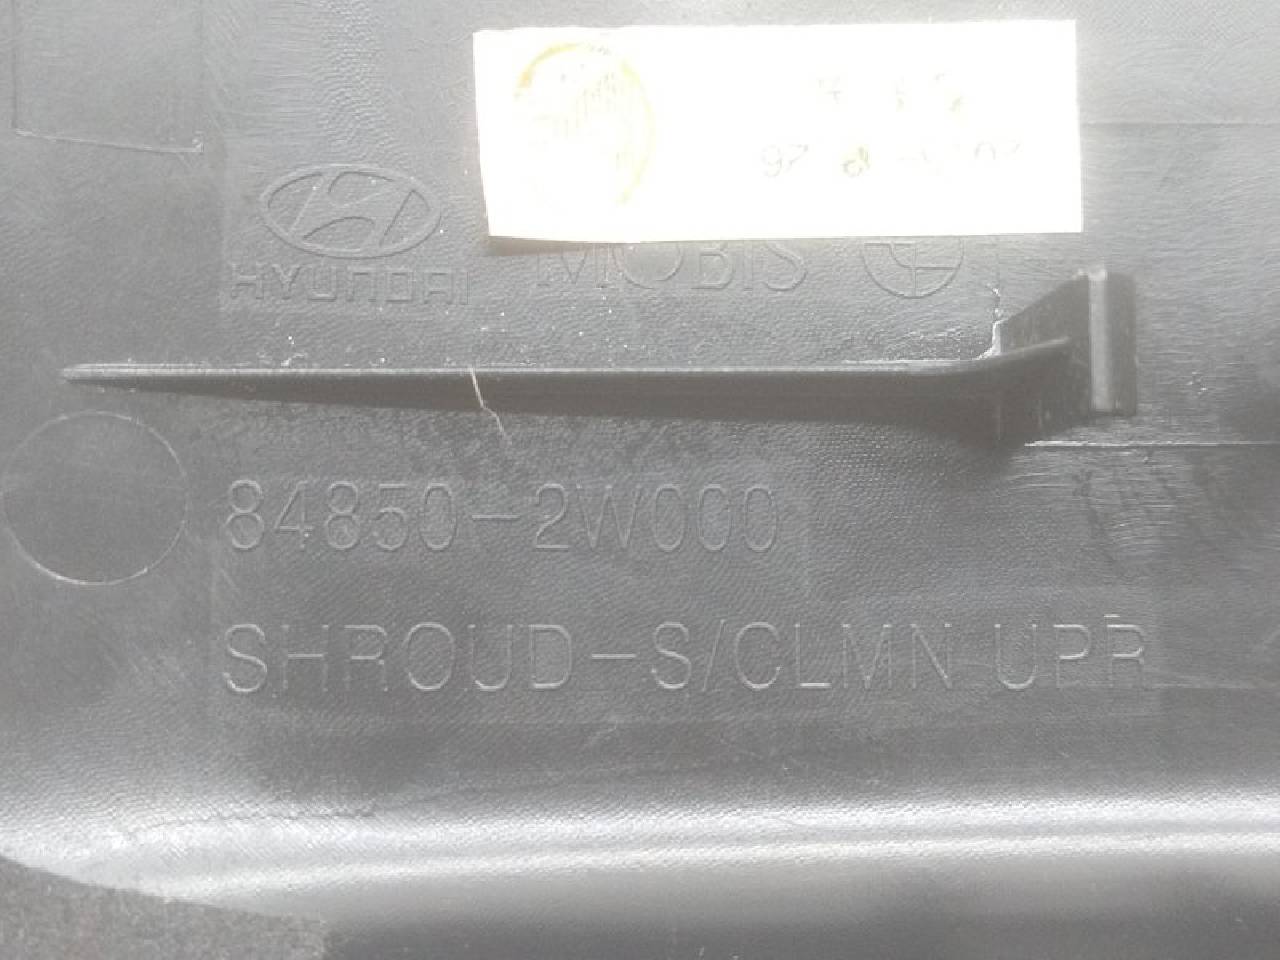 HYUNDAI MOBIS
84850-2W000
SHROUD-S/CLMN UPR